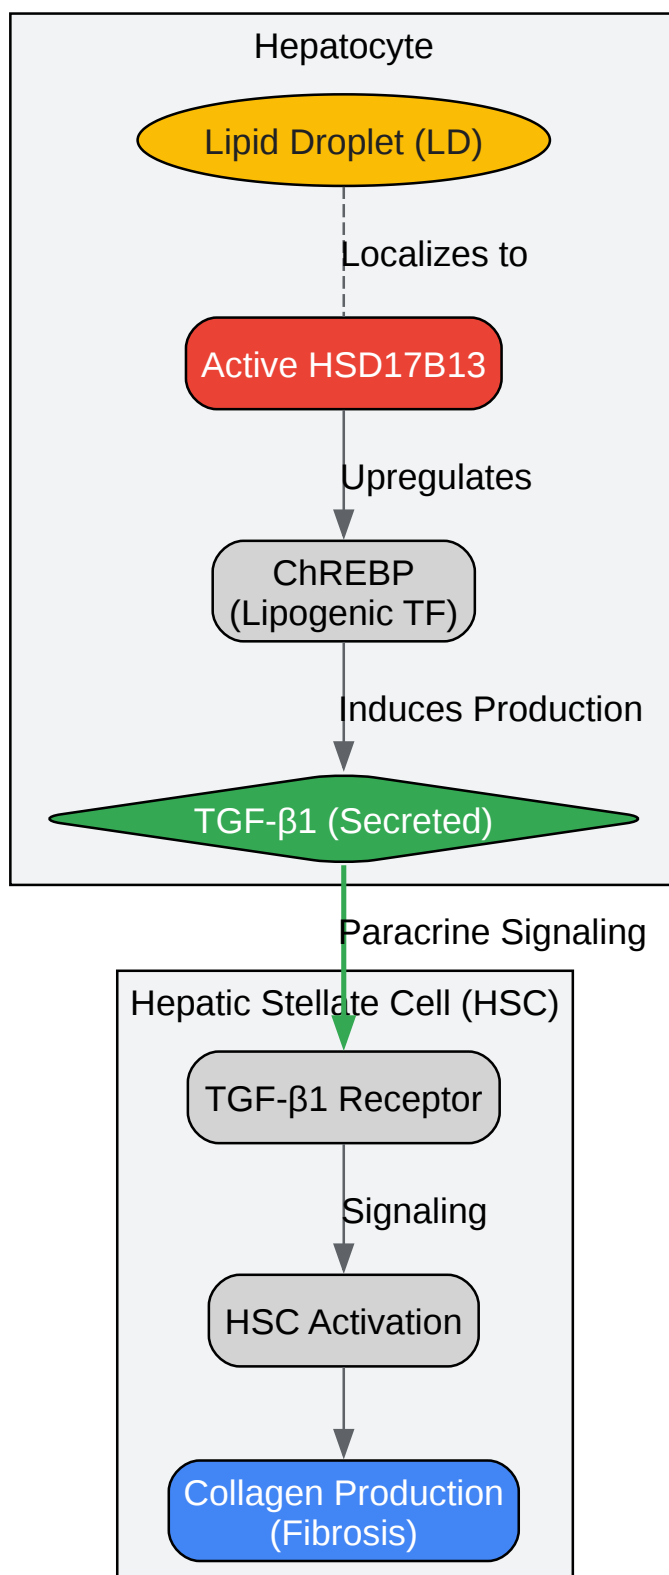 Hepatocyte
Lipid Droplet (LD)
Localizes to
Active HSD17B13
Upregulates
ChREBP
(Lipogenic TF)
Induces Production
TGF-β1 (Secreted)
Paracrine Signaling
Hepatic Stellate Cell (HSC)
TGF-β1 Receptor
Signaling
HSC Activation
Collagen Production
(Fibrosis)